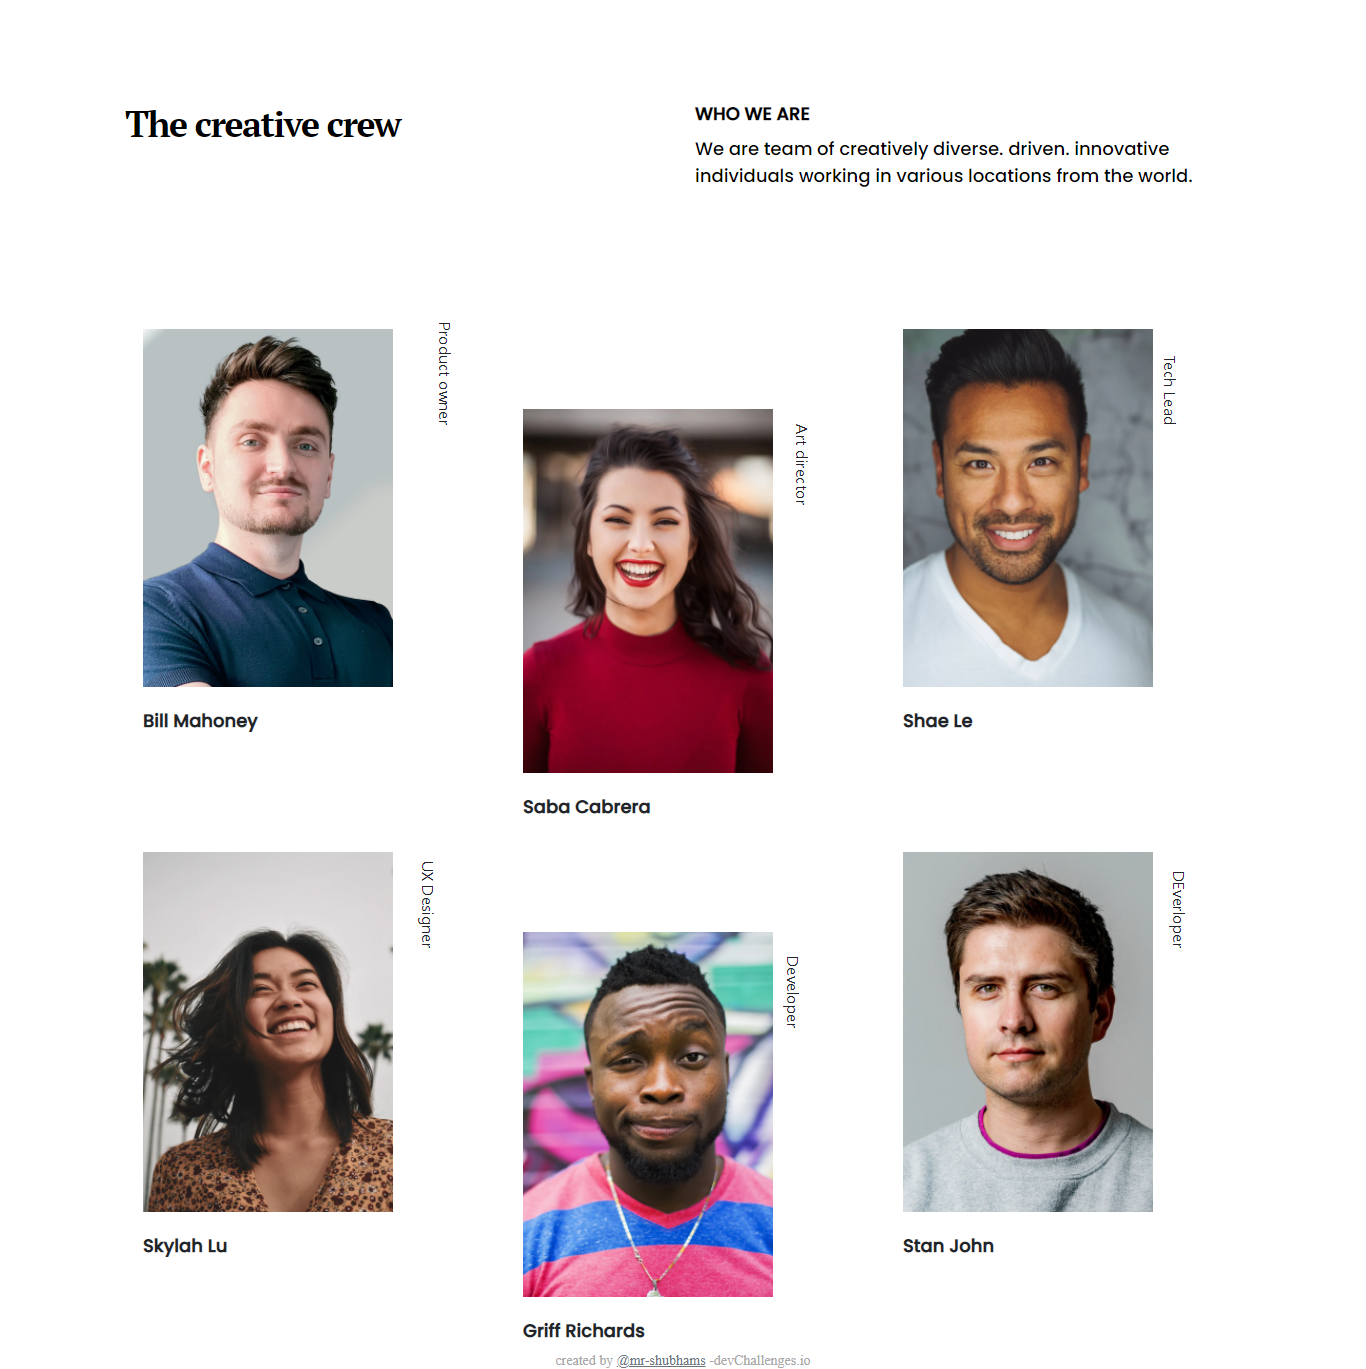 The creative crew
WHO WE ARE
We are team of creatively diverse. driven. innovative
individuals working in various locations from the world.
Product owner
Bill Mahoney
Art director
Saba Cabrera
Tech Lead
Shae Le
UX Designer
Skylah Lu
Developer
Griff Richards
DEverloper
Stan John
created by @mr-shubhams -devChallenges.io